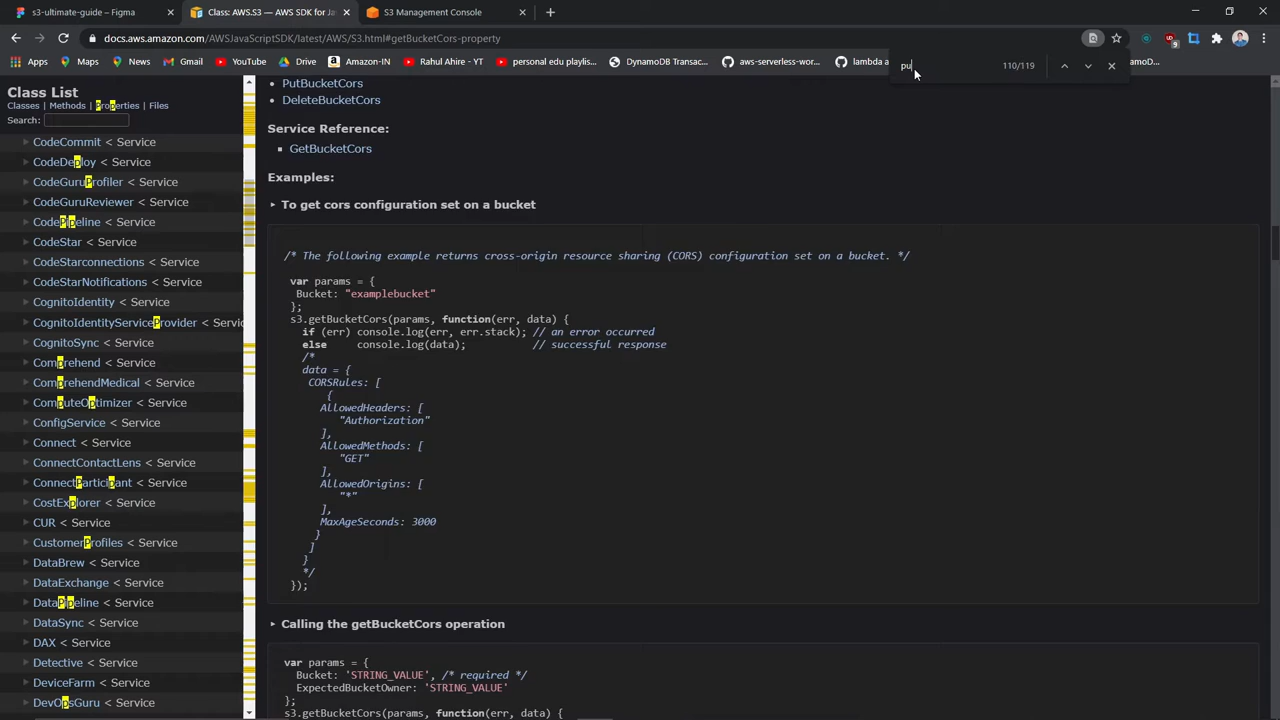 s3-ultimate-guide – Figma
Class: AWS.S3 — AWS SDK for Ja
S3 Management Console
docs.aws.amazon.com/AWSJavaScriptSDK/latest/AWS/S3.html#getBucketCors-property
9
Apps
Maps
News
Gmail
YouTube
Drive
Amazon-IN
Rahul Ahire - YT
personal edu playlis...
DynamoDB Transac...
aws-serverless-wor...
lambda a
moD...
pu
110/119
Class List
Classes | Methods | Properties | Files
Search:
CodeCommit < Service
CodeDeploy < Service
CodeGuruProfiler < Service
CodeGuruReviewer < Service
CodePipeline < Service
CodeStar < Service
CodeStarconnections < Service
CodeStarNotifications < Service
CognitoIdentity < Service
CognitoIdentityServiceProvider < Servic
CognitoSync < Service
Comprehend < Service
ComprehendMedical < Service
ComputeOptimizer < Service
ConfigService < Service
Connect < Service
ConnectContactLens < Service
ConnectParticipant < Service
CostExplorer < Service
CUR < Service
CustomerProfiles < Service
DataBrew < Service
DataExchange < Service
DataPipeline < Service
DataSync < Service
DAX < Service
Detective < Service
DeviceFarm < Service
DevOpsGuru < Service
PutBucketCors
DeleteBucketCors
Service Reference:
GetBucketCors
Examples:
To get cors configuration set on a bucket
/* The following example returns cross-origin resource sharing (CORS) configuration set on a bucket. */
var params = {
Bucket: "examplebucket"
};
s3.getBucketCors(params, function(err, data) {
if (err) console.log(err, err.stack); // an error occurred
else console.log(data); // successful response
/*
data = {
CORSRules: [
{
AllowedHeaders: [
"Authorization"
],
AllowedMethods: [
"GET"
],
AllowedOrigins: [
"*"
],
MaxAgeSeconds: 3000
}
]
}
*/
});
Calling the getBucketCors operation
var params = {
Bucket: 'STRING_VALUE', /* required */
ExpectedBucketOwner: 'STRING_VALUE'
};
s3.getBucketCors(params, function(err, data) {